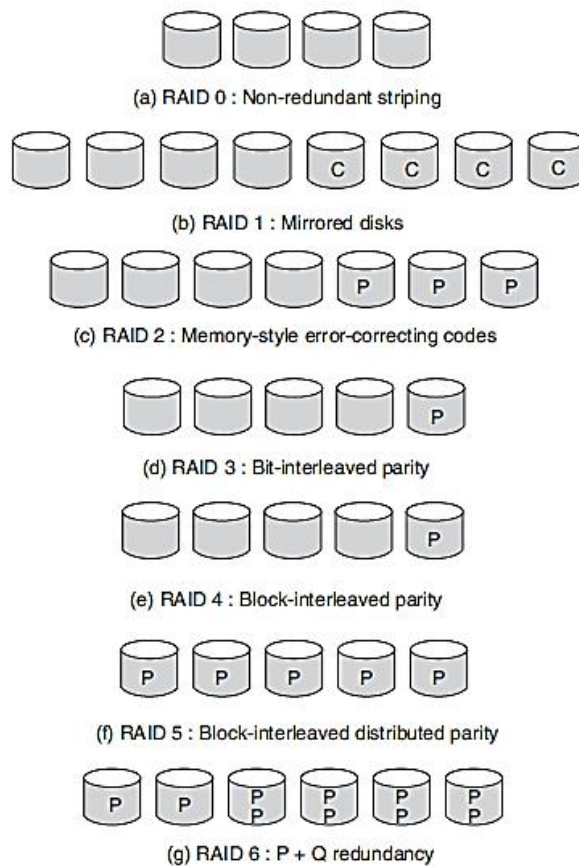 (a) RAID 0 : Non-redundant striping
C C C C
(b) RAID 1 : Mirrored disks
P P P
(c) RAID 2 : Memory-style error-correcting codes
P
(d) RAID 3 : Bit-interleaved parity
P
(e) RAID 4 : Block-interleaved parity
P P P P P
(f) RAID 5 : Block-interleaved distributed parity
P P P P P P
P P P P
(g) RAID 6 : P + Q redundancy